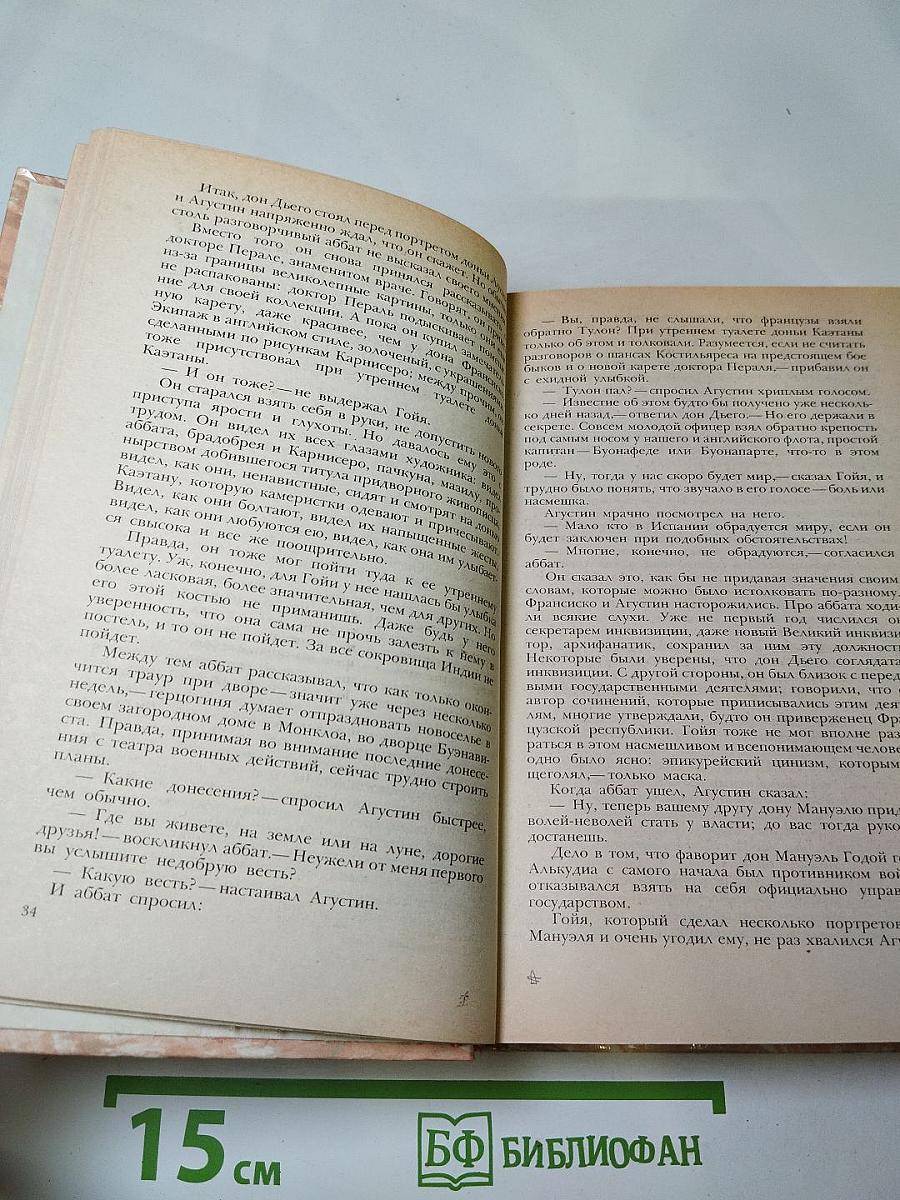 Итак, дон Дьего стоял перед портретом доньи
и Агустин напряженно ждал, что он скажет. Но обычно
столь разговорчивый аббат не высказал своего мнения.
Вместо того он снова принялся рассказывать о
докторе Перале, знаменитом враче. Говорят, он привез
из-за границы великолепные картины, только они еще
не распакованы: доктор Пераль подыскивает помеще-
ние для своей коллекции. А пока он купил замечатель-
ную карету, даже красивее, чем у дона Франсиско.
Экипаж в английском стиле, золоченый, с украшениями,
сделанными по рисункам Карнисеро; между прочим, он
тоже присутствовал при утреннем туалете доньи
Каэтаны.
— И он тоже?— не выдержал Гойя.
Он старался взять себя в руки, не допустить нового
приступа ярости и глухоты. Но давалось ему это с
трудом. Он видел их всех глазами художника: видел
аббата, брадобрея и Карнисеро, пачкуна, мазилу, про-
нырством добившегося титула придворного живописца,
видел, как они, ненавистные, сидят и смотрят на донью
Каэтану, которую камеристки одевают и причесывают.
Видел, как они болтают, видел их напыщенные жесты,
видел, как они любуются ею, видел, как она им улыбает-
ся свысока и все же поощрительно.
Правда, он тоже мог пойти туда к ее утреннему
туалету. Уж, конечно, для Гойи у нее нашлась бы улыбка
более ласковая, более значительная, чем для других. Но
его этой костью не приманишь. Даже будь у него
уверенность, что она сама не прочь залезть к нему в
постель, и то он не пойдет. За все сокровища Индии не
пойдет.
Между тем аббат рассказывал, что как только окон-
чится траур при дворе— значит уже через несколько
недель,— герцогиня думает отпраздновать новоселье в
своем загородном доме в Монклоа, во дворце Буэнави-
ста. Правда, принимая во внимание последние донесе-
ния с театра военных действий, сейчас трудно строить
планы.
— Какие донесения?— спросил Агустин быстрее,
чем обычно.
— Где вы живете, на земле или на луне, дорогие
друзья!— воскликнул аббат.— Неужели от меня первого
вы услышите недобрую весть?
— Какую весть?— настаивал Агустин.
И аббат спросил:
34
— Вы, правда, не слышали, что французы взяли
обратно Тулон? При утреннем туалете доньи Каэтаны
только об этом и толковали. Разумеется, если не считать
разговоров о шансах Костильяреса на предстоящем бое
быков и о новой карете доктора Пераля,— прибавил он
с ехидной улыбкой.
— Тулон пал?— спросил Агустин хриплым голосом.
— Известие об этом будто бы получено уже несколь-
ко дней назад,— ответил дон Дьего.— Но его держали в
секрете. Совсем молодой офицер взял обратно крепость
под самым носом у нашего и английского флота, простой
капитан— Буонафеде или Буонапарте, что-то в этом
роде.
— Ну, тогда у нас скоро будет мир,— сказал Гойя, и
трудно было понять, что звучало в его голосе— боль или
насмешка.
Агустин мрачно посмотрел на него.
— Мало кто в Испании обрадуется миру, если он
будет заключен при подобных обстоятельствах!
— Многие, конечно, не обрадуются,— согласился
аббат.
Он сказал это, как бы не придавая значения своим
словам, которые можно было истолковать по-разному.
Франсиско и Агустин насторожились. Про аббата ходи-
ли всякие слухи. Уже не первый год числился он
секретарем инквизиции, даже новый Великий инквизи-
тор, архифанатик, сохранил за ним эту должность.
Некоторые были уверены, что дон Дьего соглядатай
инквизиции. С другой стороны, он был близок с передо-
выми государственными деятелями; говорили, что
автор сочинений, которые приписывались этим деяте-
лям, многие утверждали, будто он приверженец Фран-
цузской республики. Гойя тоже не мог вполне разоб-
раться в этом насмешливом и всепонимающем человеке,
одно было ясно: эпикурейский цинизм, которым
щеголял,— только маска.
Когда аббат ушел, Агустин сказал:
— Ну, теперь вашему другу дону Мануэлю придется
волей-неволей стать у власти; до вас тогда рукой
достанешь.
Дело в том, что фаворит дон Мануэль Годой
Алькудиа с самого начала был противником
отказывался взять на себя официально
государством.
Гойя, который сделал несколько портретов
Мануэля и очень угодил ему, не раз хвалился
15 см
БФ БИБЛИОФАН